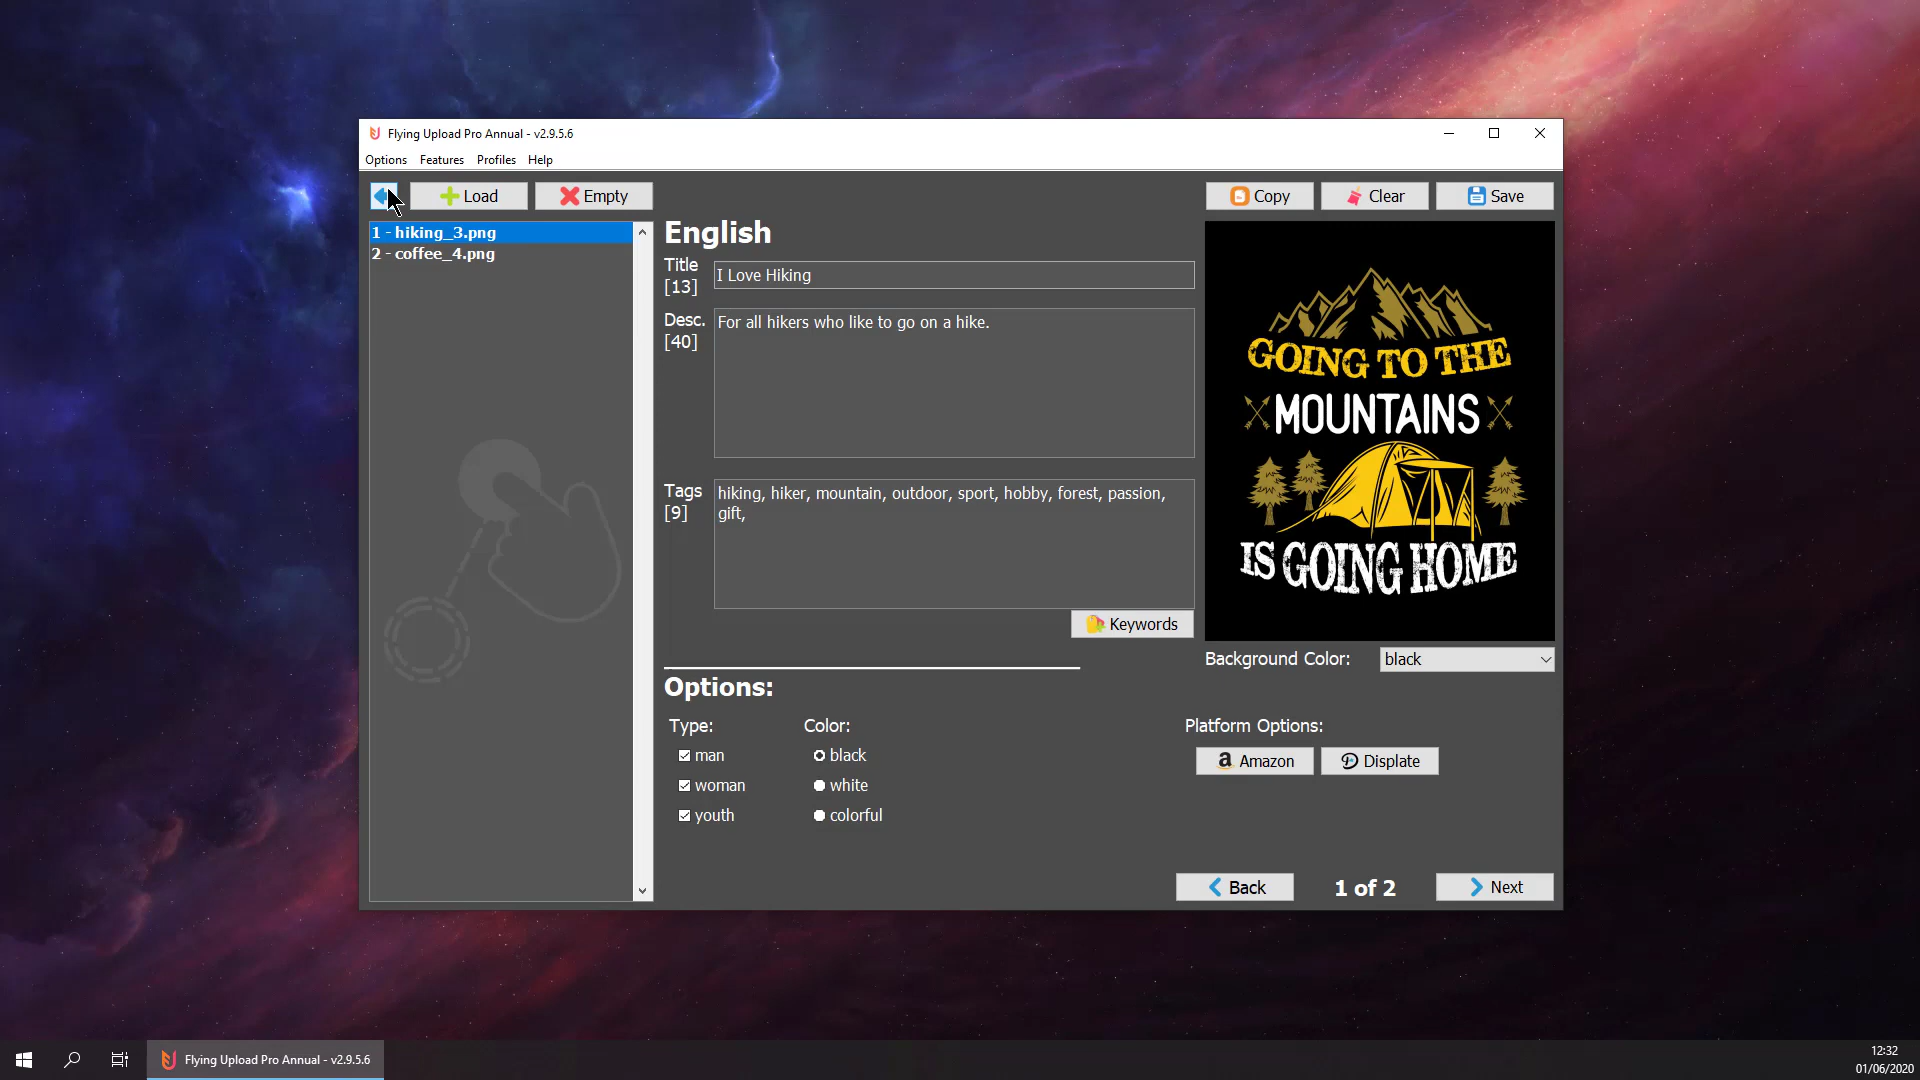 Flying Upload Pro Annual - v2.9.5.6
Options Features Profiles Help
Load Empty Copy Clear Save
1 - hiking_3.png
2 - coffee_4.png
English
Title
[13]
I Love Hiking
Desc.
[40]
For all hikers who like to go on a hike.
Tags
[9]
hiking, hiker, mountain, outdoor, sport, hobby, forest, passion,
gift,
Keywords
GOING TO THE
MOUNTAINS
IS GOING HOME
Background Color: black
Options:
Type: Color:
man black
woman white
youth colorful
Platform Options:
Amazon Displate
Back 1 of 2 Next
Flying Upload Pro Annual - v2.9.5.6
12:32
01/06/2020